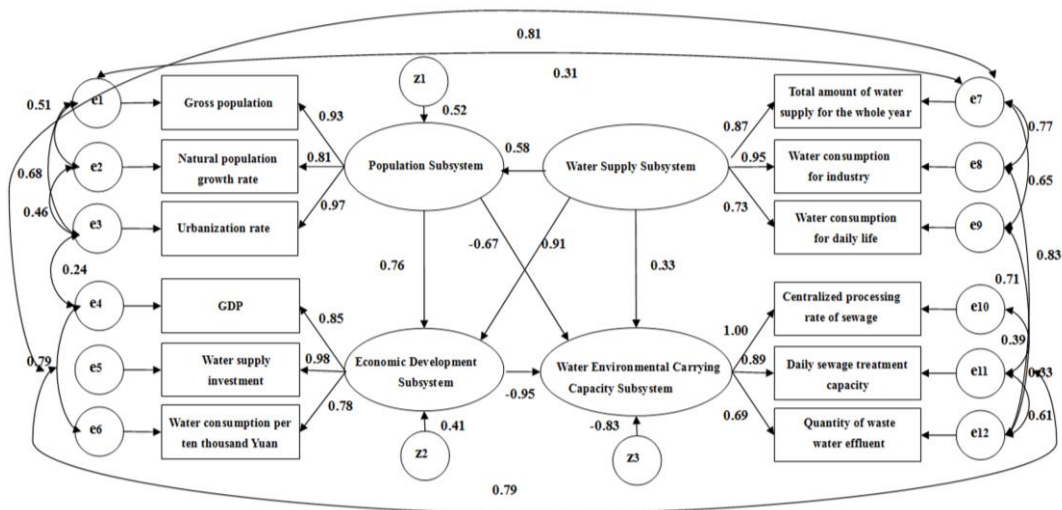 0.81
0.31
z1
e1
Gross population
0.51
0.93
0.52
Total amount of water
supply for the whole year
e7
0.87
0.77
e2
Natural population
growth rate
0.81
Population Subsystem
0.58
Water Supply Subsystem
0.95
Water consumption
for industry
e8
0.68
0.65
0.46
e3
Urbanization rate
0.97
0.73
Water consumption
for daily life
e9
-0.67
0.91
0.83
0.24
0.76
0.33
0.71
e4
GDP
0.85
Centralized processing
rate of sewage
e10
1.00
0.39
0.79
e5
Water supply
investment
0.98
Economic Development
Subsystem
Water Environmental Carrying
Capacity Subsystem
0.89
Daily sewage treatment
capacity
e11
0.33
-0.95
0.78
0.69
0.61
e6
Water consumption per
ten thousand Yuan
0.41
-0.83
Quantity of waste
water effluent
e12
z2
z3
0.79